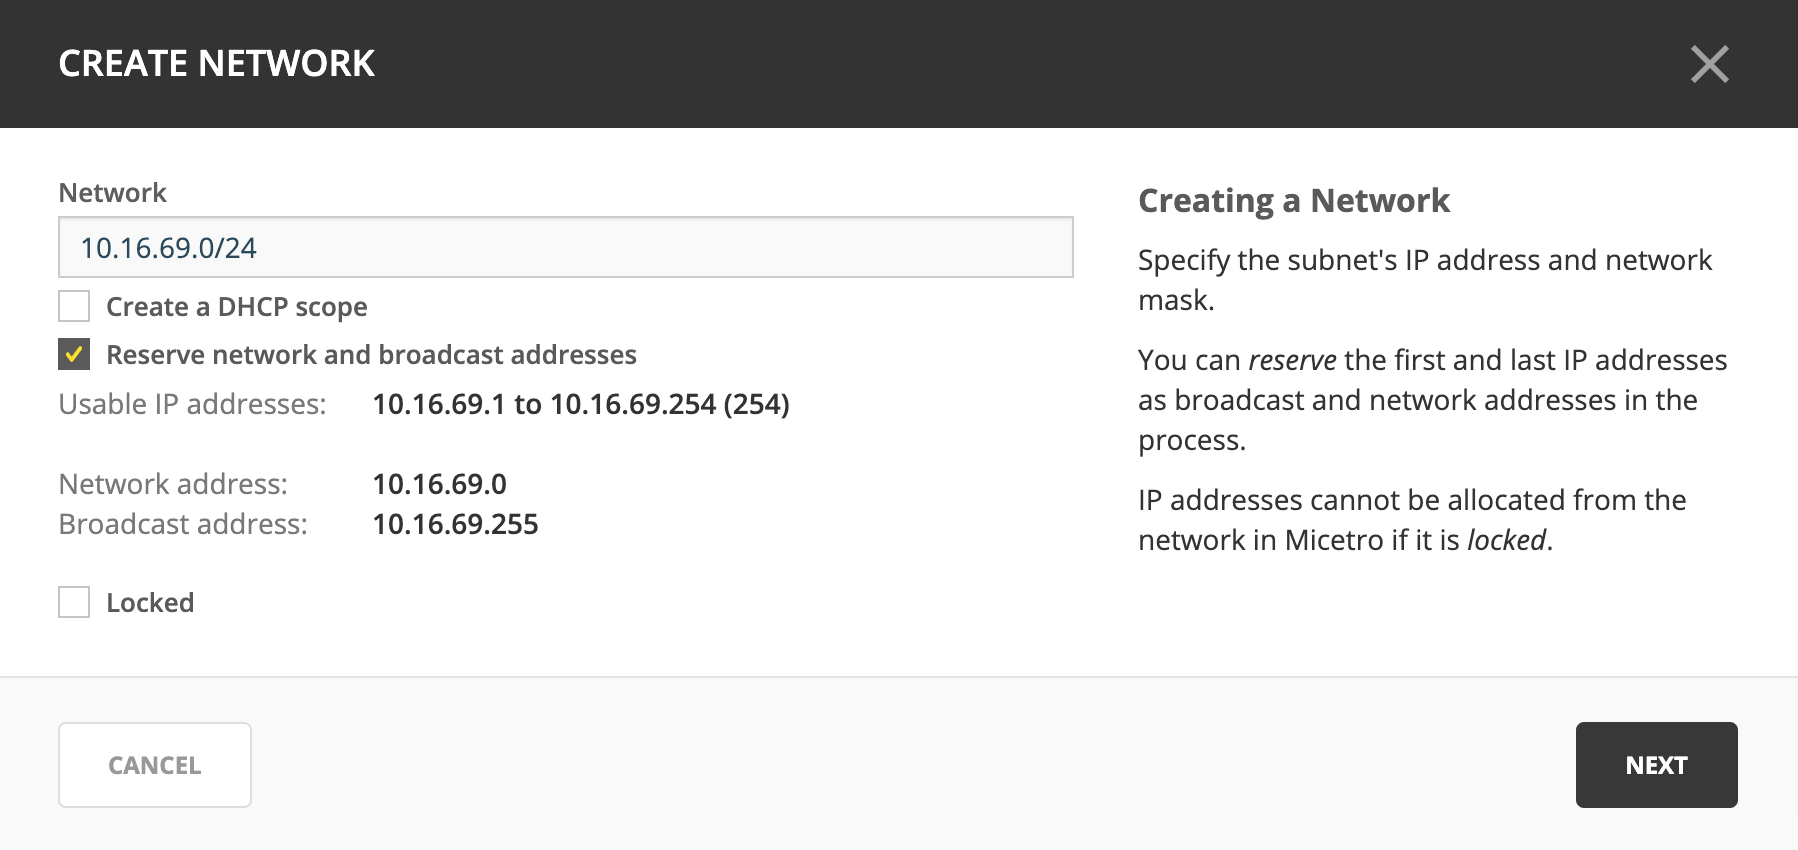 CREATE NETWORK
Network
10.16.69.0/24
Create a DHCP scope
Reserve network and broadcast addresses
Usable IP addresses: 10.16.69.1 to 10.16.69.254 (254)
Network address: 10.16.69.0
Broadcast address: 10.16.69.255
Locked
Creating a Network
Specify the subnet's IP address and network
mask.
You can reserve the first and last IP addresses
as broadcast and network addresses in the
process.
IP addresses cannot be allocated from the
network in Micetro if it is locked.
CANCEL
NEXT